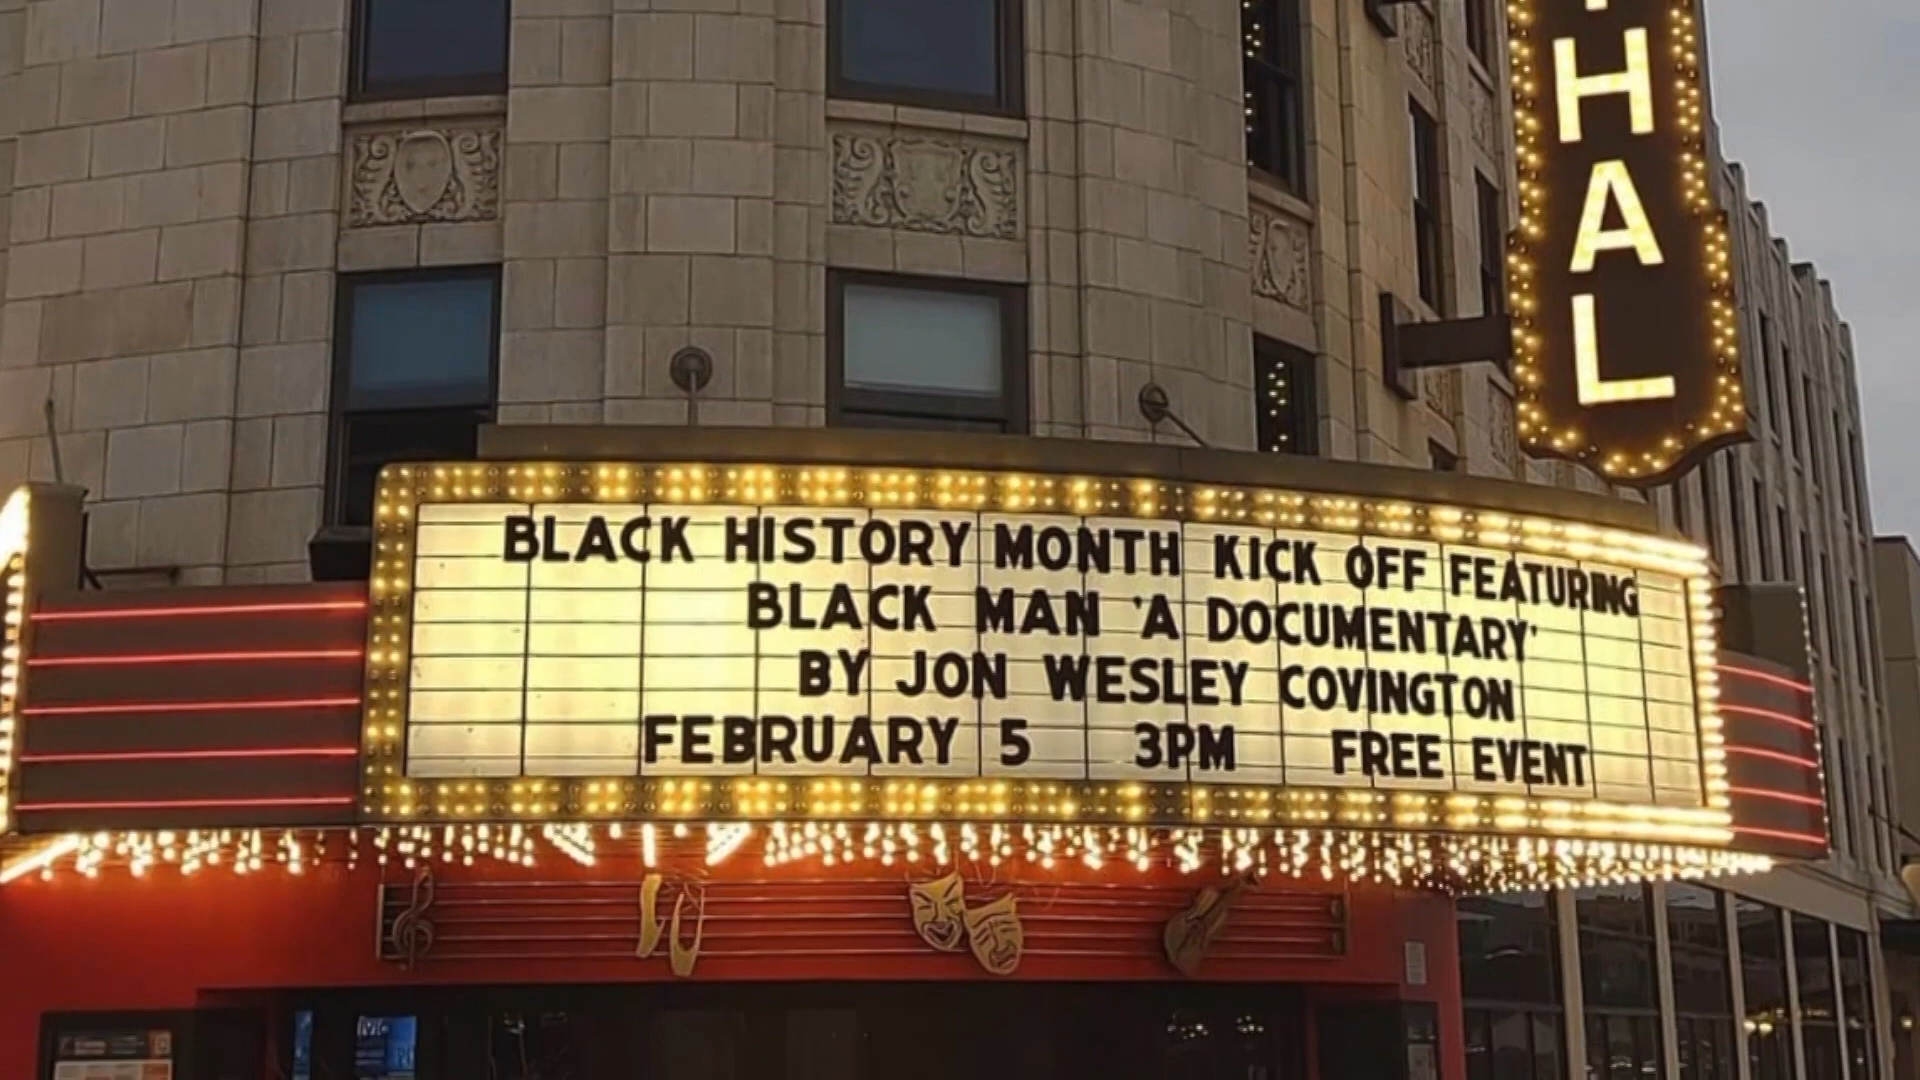 HAL
BLACK HISTORY MONTH KICK OFF FEATURING
BLACK MAN 'A DOCUMENTARY'
BY JON WESLEY COVINGTON
FEBRUARY 5 3PM FREE EVENT